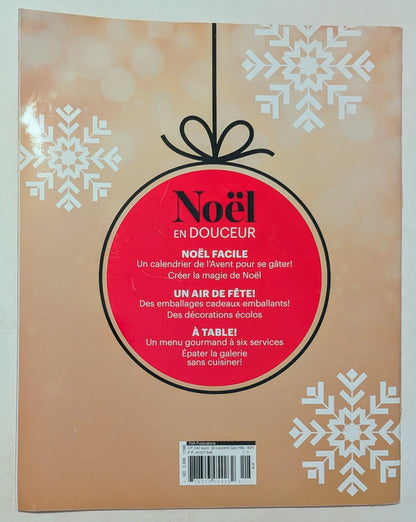 Noël
EN DOUCEUR
NOËL FACILE
Un calendrier de l'Avent pour se gâter!
Créer la magie de Noël
UN AIR DE FÊTE!
Des emballages cadeaux emballants!
Des décorations écolos
À TABLE!
Un menu gourmand à six services
Épater la galerie
sans cuisiner!
TVA Publications